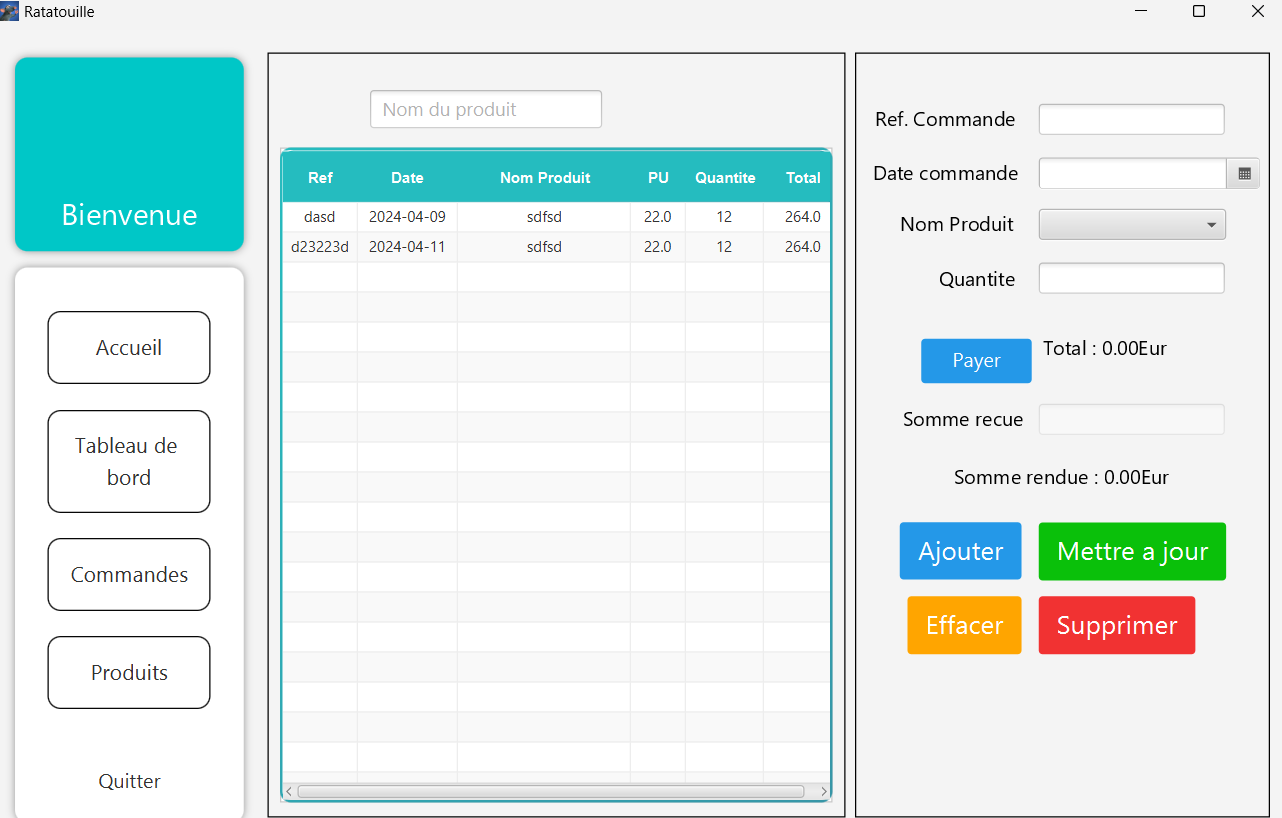 Ratatouille
Bienvenue
Accueil
Tableau de
bord
Commandes
Produits
Quitter
Nom du produit
Ref Date Nom Produit PU Quantite Total
dasd 2024-04-09 sdfsd 22.0 12 264.0
d23223d 2024-04-11 sdfsd 22.0 12 264.0
Ref. Commande
Date commande
Nom Produit
Quantite
Payer Total : 0.00Eur
Somme recue
Somme rendue : 0.00Eur
Ajouter Mettre a jour
Effacer Supprimer